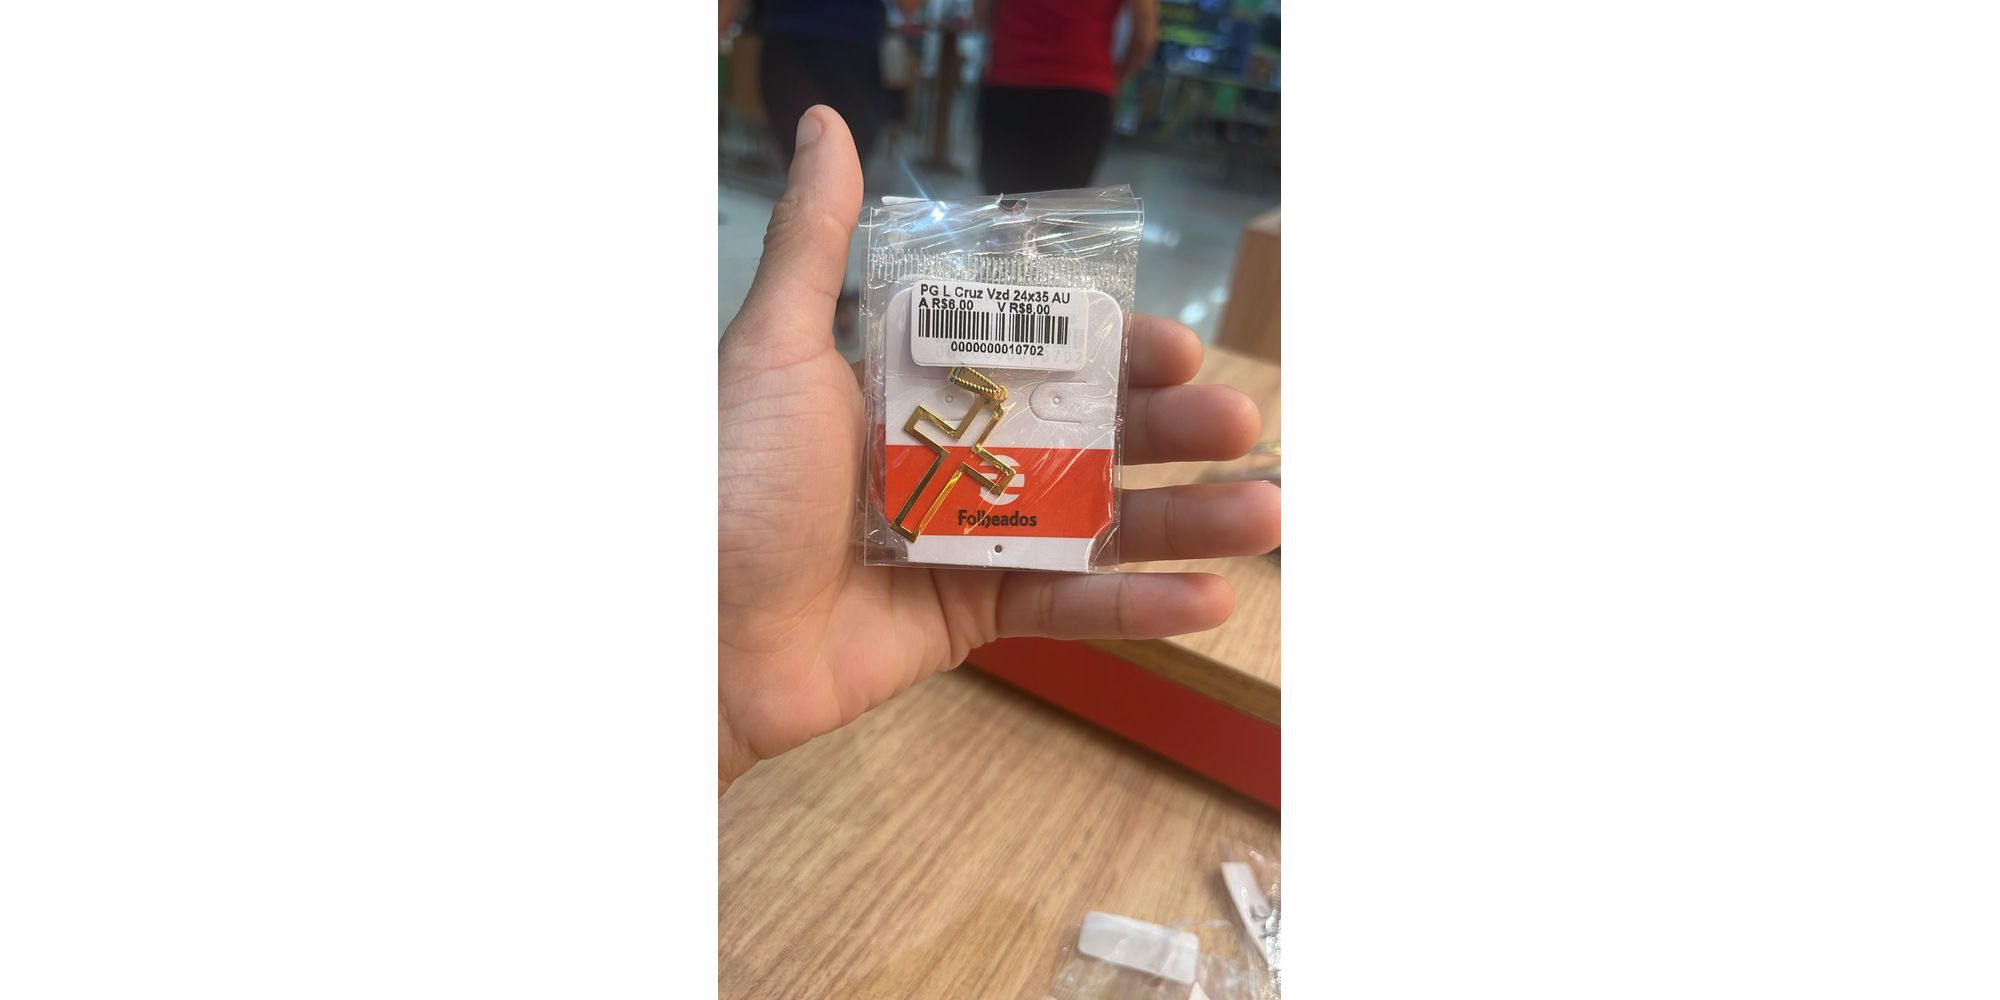 PG L Cruz Vzd 24x35 AU
A R$6,00 V R$8,00
0000000010702
Folheados